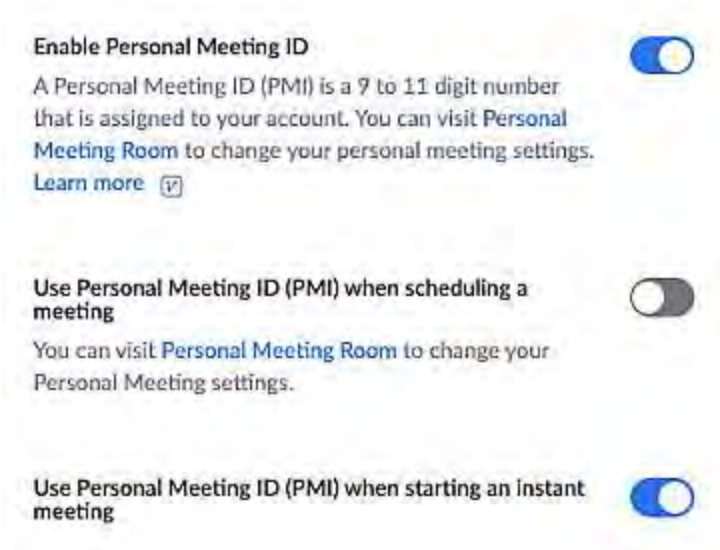 Enable Personal Meeting ID
A Personal Meeting ID (PMI) is a 9 to 11 digit number
that is assigned to your account. You can visit Personal
Meeting Room to change your personal meeting settings.
Learn more
Use Personal Meeting ID (PMI) when scheduling a
meeting
You can visit Personal Meeting Room to change your
Personal Meeting settings.
Use Personal Meeting ID (PMI) when starting an instant
meeting